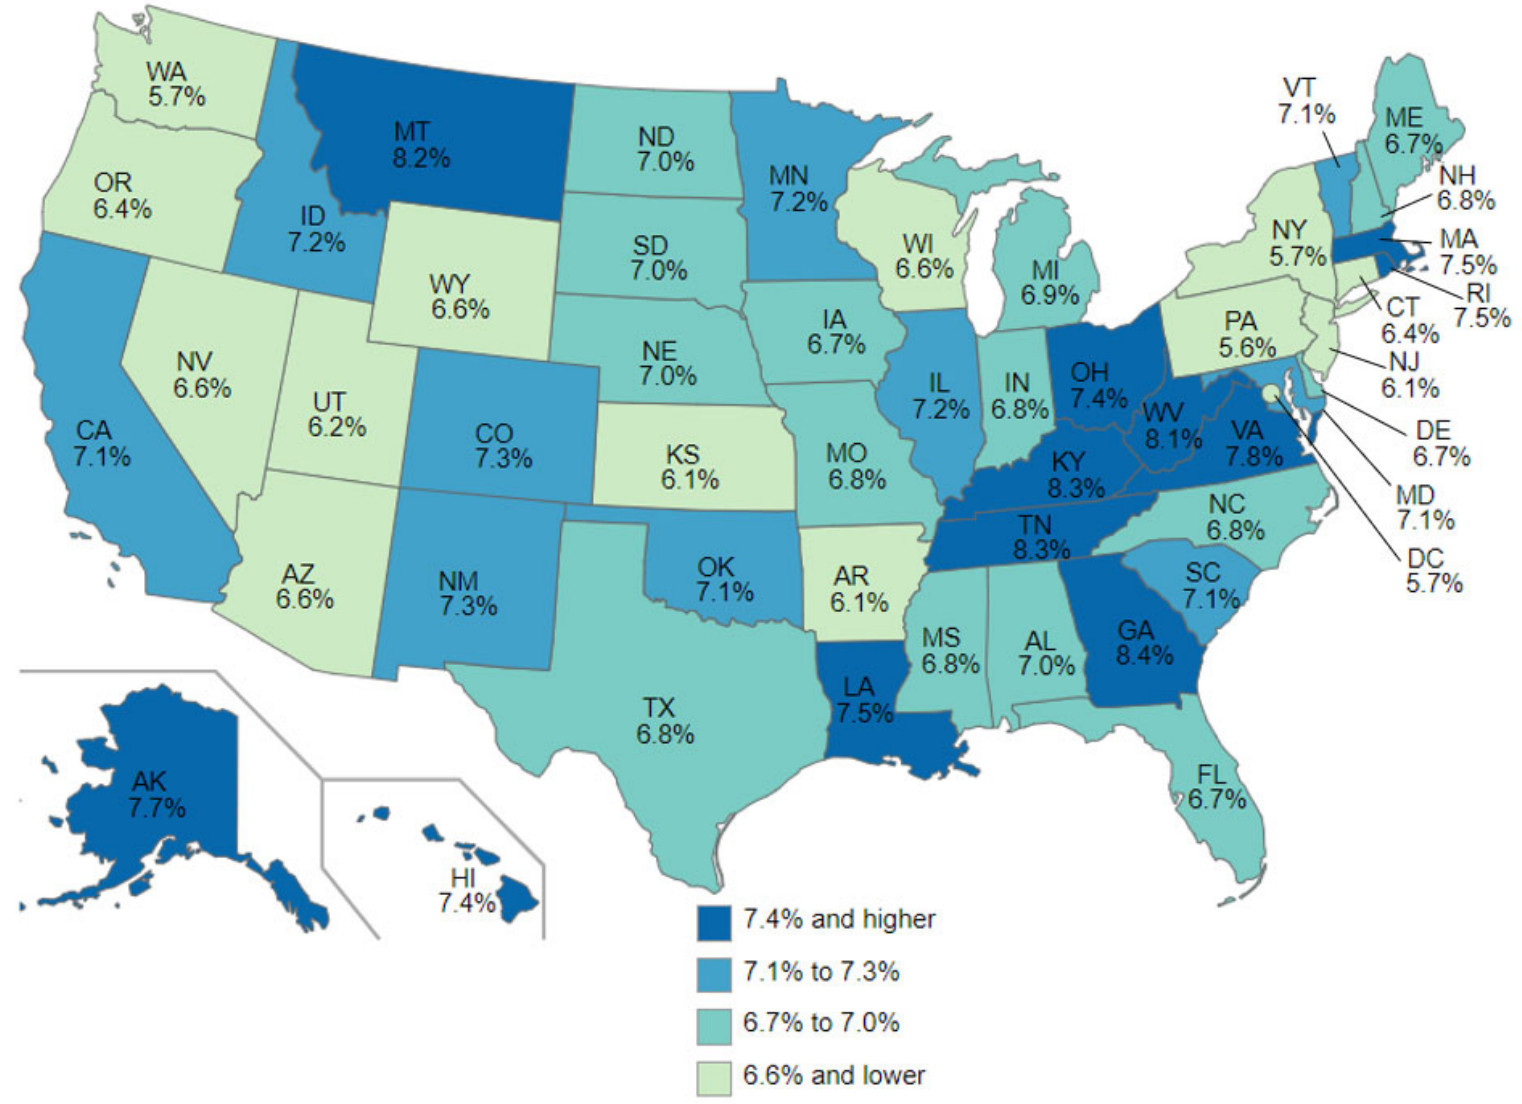 WA
5.7%
OR
6.4%
CA
7.1%
ID
7.2%
NV
6.6%
MT
8.2%
WY
6.6%
UT
6.2%
AZ
6.6%
CO
7.3%
NM
7.3%
ND
7.0%
SD
7.0%
NE
7.0%
KS
6.1%
OK
7.1%
TX
6.8%
MN
7.2%
IA
6.7%
MO
6.8%
AR
6.1%
LA
7.5%
WI
6.6%
IL
7.2%
MI
6.9%
IN
6.8%
OH
7.4%
KY
8.3%
TN
8.3%
MS
6.8%
AL
7.0%
GA
8.4%
FL
6.7%
SC
7.1%
NC
6.8%
WV
8.1%
VA
7.8%
PA
5.6%
NY
5.7%
VT
7.1%
ME
6.7%
NH
6.8%
MA
7.5%
RI
7.5%
CT
6.4%
NJ
6.1%
DE
6.7%
MD
7.1%
DC
5.7%
AK
7.7%
HI
7.4%
7.4% and higher
7.1% to 7.3%
6.7% to 7.0%
6.6% and lower